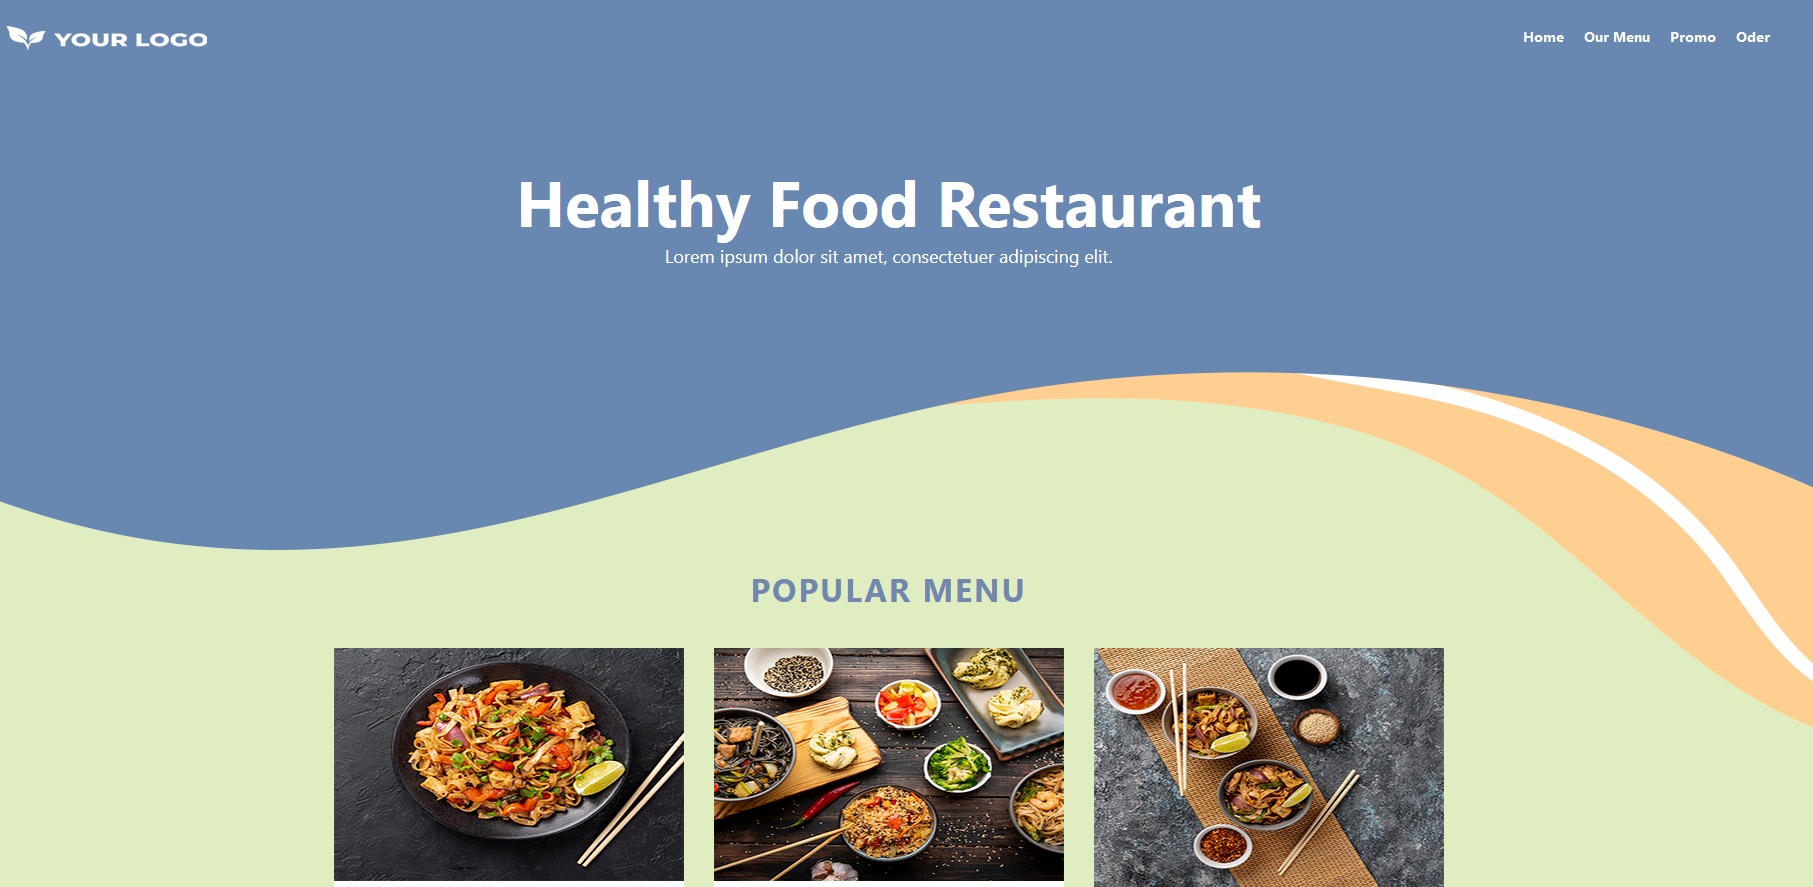 YOUR LOGO
Home Our Menu Promo Oder
Healthy Food Restaurant
Lorem ipsum dolor sit amet, consectetuer adipiscing elit.
POPULAR MENU